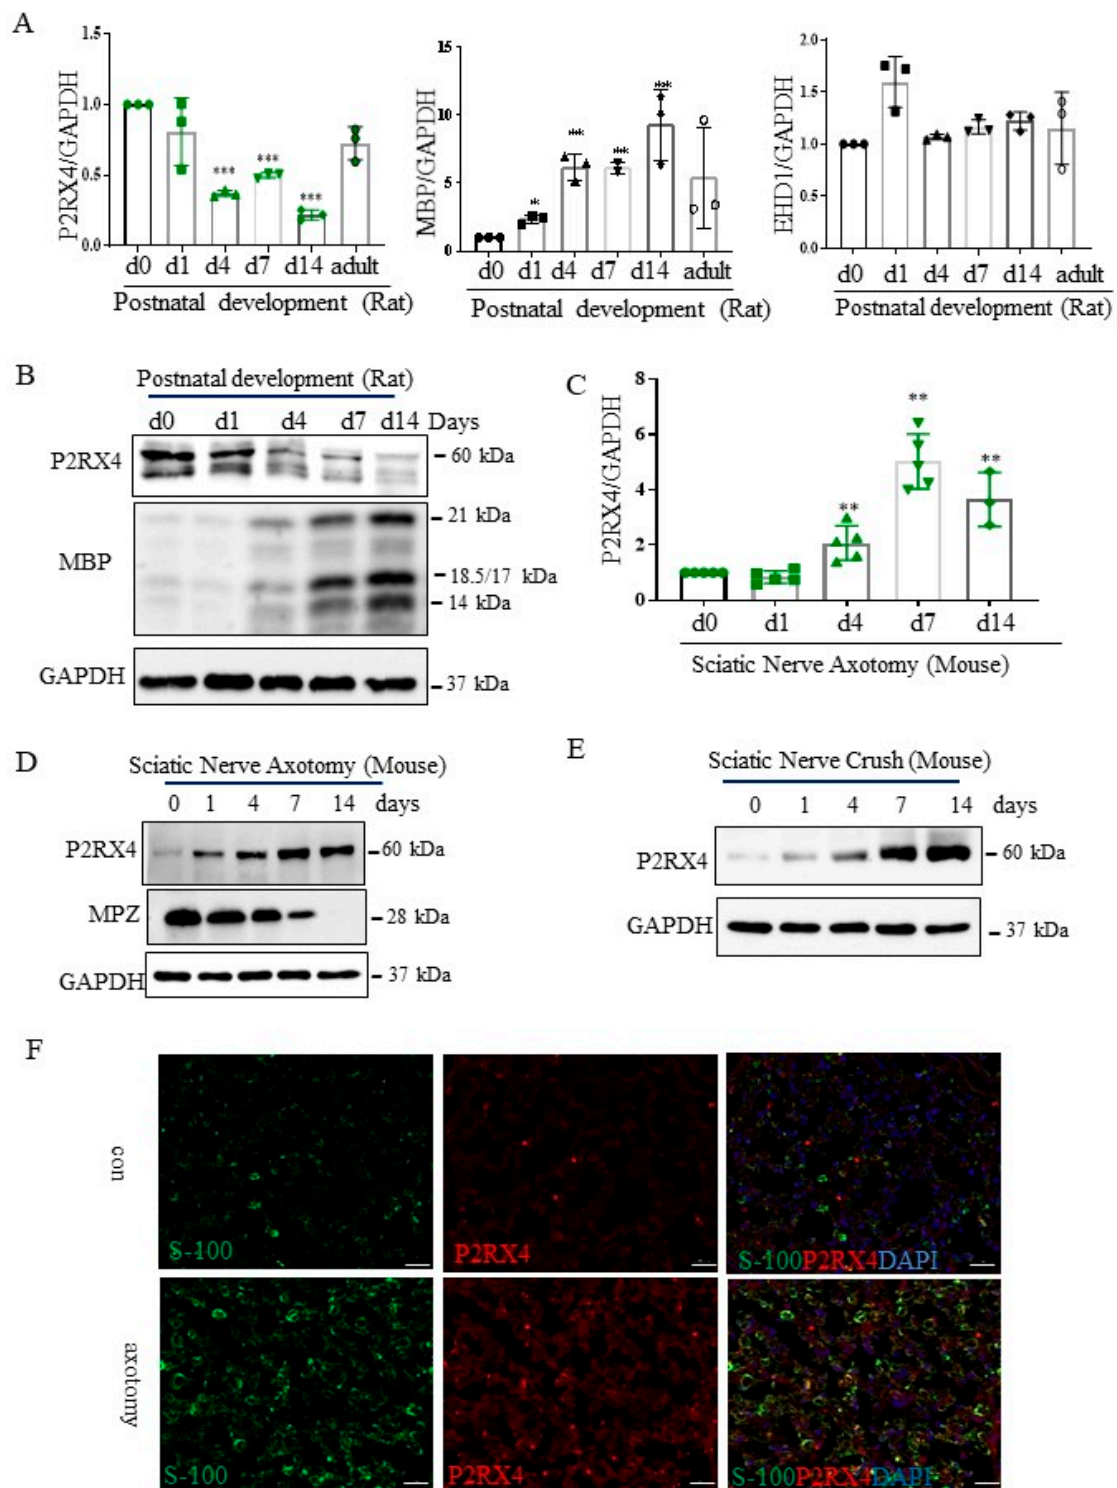 A
P2RX4/GAPDH
1.5
1.0
0.5
0.0
***
***
***
d0 d1 d4 d7 d14 adult
Postnatal development (Rat)
MBP/GAPDH
15
10
5
0
*
**
**
**
d0 d1 d4 d7 d14 adult
Postnatal development (Rat)
EHD1/GAPDH
2.0
1.5
1.0
0.5
0.0
d0 d1 d4 d7 d14 adult
Postnatal development (Rat)
B
Postnatal development (Rat)
d0 d1 d4 d7 d14 Days
P2RX4
60 kDa
MBP
21 kDa
18.5/17 kDa
14 kDa
GAPDH
37 kDa
C
P2RX4/GAPDH
8
6
4
2
0
**
**
**
d0 d1 d4 d7 d14
Sciatic Nerve Axotomy (Mouse)
D
Sciatic Nerve Axotomy (Mouse)
0 1 4 7 14 days
P2RX4
60 kDa
MPZ
28 kDa
GAPDH
37 kDa
E
Sciatic Nerve Crush (Mouse)
0 1 4 7 14 days
P2RX4
60 kDa
GAPDH
37 kDa
F
con
S-100
P2RX4
S-100P2RX4DAPI
axotomy
S-100
P2RX4
S-100P2RX4DAPI